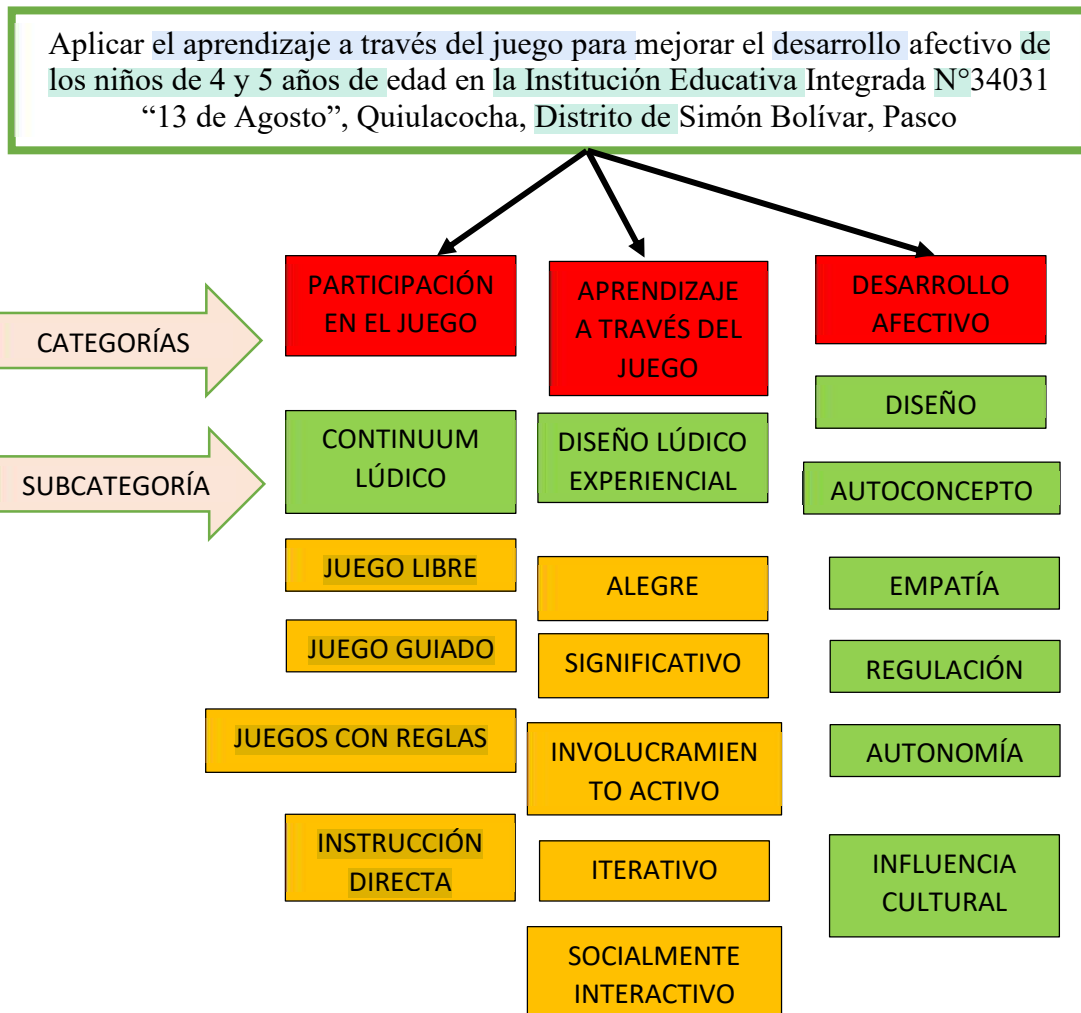 Aplicar el aprendizaje a través del juego para mejorar el desarrollo afectivo de
los niños de 4 y 5 años de edad en la Institución Educativa Integrada N°34031
“13 de Agosto”, Quiulacocha, Distrito de Simón Bolívar, Pasco
CATEGORÍAS
PARTICIPACIÓN
EN EL JUEGO
APRENDIZAJE
A TRAVÉS DEL
JUEGO
DESARROLLO
AFECTIVO
SUBCATEGORÍA
CONTINUUM
LÚDICO
JUEGO LIBRE
JUEGO GUIADO
JUEGOS CON REGLAS
INSTRUCCIÓN
DIRECTA
DISEÑO LÚDICO
EXPERIENCIAL
ALEGRE
SIGNIFICATIVO
INVOLUCRAMIEN
TO ACTIVO
ITERATIVO
SOCIALMENTE
INTERACTIVO
DISEÑO
AUTOCONCEPTO
EMPATÍA
REGULACIÓN
AUTONOMÍA
INFLUENCIA
CULTURAL